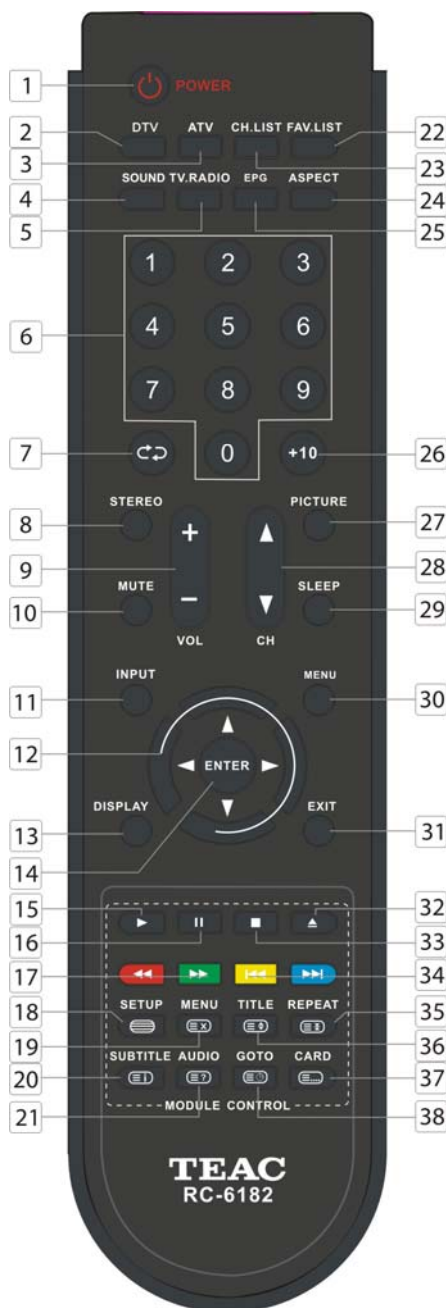 1 POWER
2 DTV ATV CH.LIST FAV.LIST 22
3 23
4 SOUND TV.RADIO EPG ASPECT 24
5 25
1 2 3
6 4 5 6
7 8 9
7 0 +10 26
8 STEREO PICTURE 27
9 + 28
10 MUTE − SLEEP 29
VOL CH
11 INPUT MENU 30
12
ENTER
13 DISPLAY EXIT 31
14
15 32
16 33
17 34
18 SETUP MENU TITLE REPEAT 35
19 X 36
20 SUBTITLE AUDIO GOTO CARD 37
21 i ? 38
MODULE CONTROL
TEAC
RC-6182